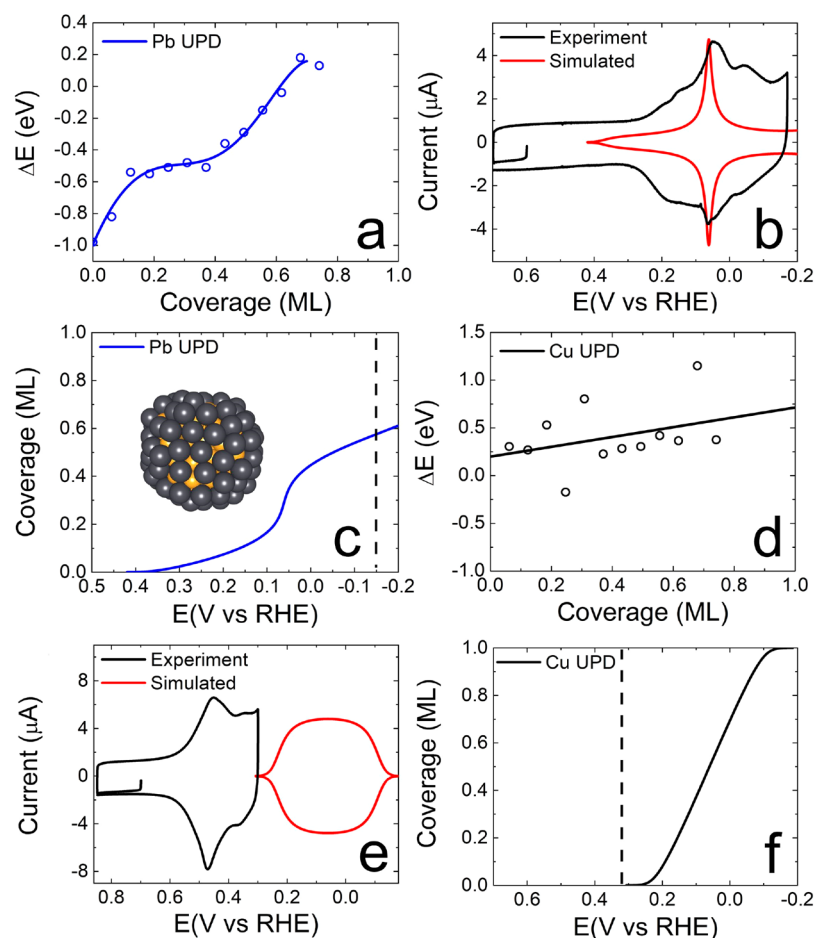 0.4
0.2
0.0
-0.2
-0.4
-0.6
-0.8
-1.0
ΔE (eV)
Pb UPD
a
0.0 0.2 0.4 0.6 0.8 1.0
Coverage (ML)
4
2
0
-2
-4
Current (μA)
Experiment
Simulated
b
0.6 0.4 0.2 0.0 -0.2
E(V vs RHE)
1.0
0.8
0.6
0.4
0.2
0.0
Coverage (ML)
Pb UPD
c
0.5 0.4 0.3 0.2 0.1 0.0 -0.1 -0.2
E(V vs RHE)
1.5
1.0
0.5
0.0
0.5
-1.0
ΔE (eV)
Cu UPD
d
0.0 0.2 0.4 0.6 0.8 1.0
Coverage (ML)
8
4
0
-4
-8
Current (μA)
Experiment
Simulated
e
0.8 0.6 0.4 0.2 0.0
E(V vs RHE)
1.0
0.8
0.6
0.4
0.2
0.0
Coverage (ML)
Cu UPD
f
0.6 0.4 0.2 0.0 -0.2
E(V vs RHE)